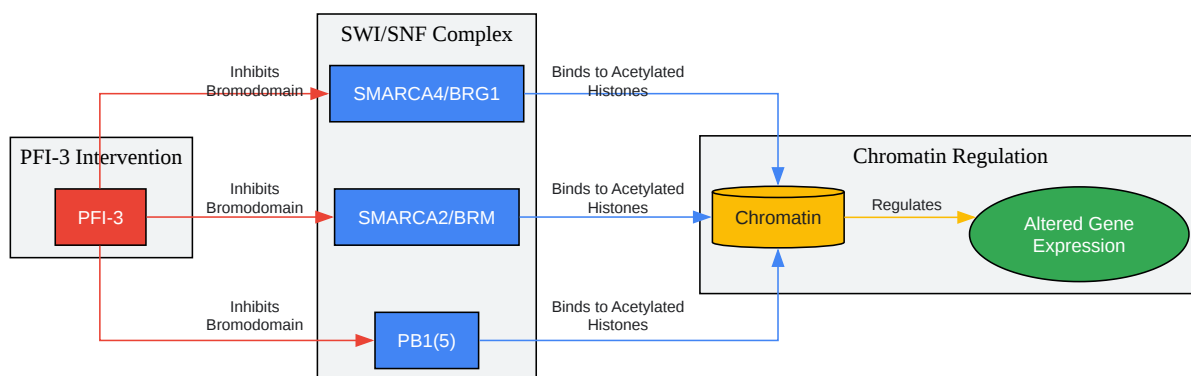 SWI/SNF Complex
Inhibits
Bromodomain
SMARCA4/BRG1
Binds to Acetylated
Histones
PFI-3 Intervention
PFI-3
Inhibits
Bromodomain
SMARCA2/BRM
Binds to Acetylated
Histones
Chromatin Regulation
Chromatin
Regulates
Altered Gene
Expression
Inhibits
Bromodomain
PB1(5)
Binds to Acetylated
Histones